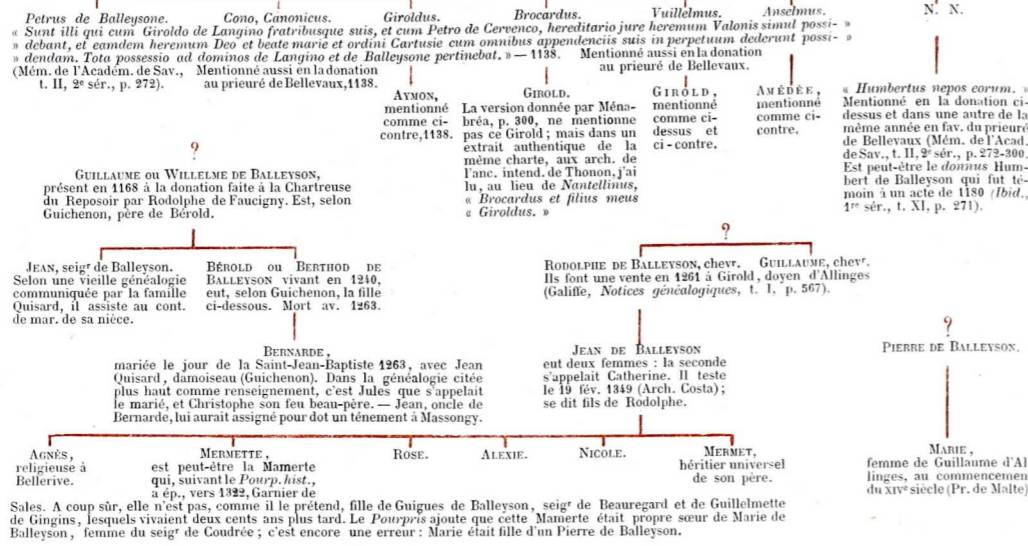 Petrus de Balleysone. Cono, Canonicus. Giroldus. Brocardus. Vuillelmus. Anselmus. N. N.
« Sunt illi qui cum Giroldo de Langino fratribusque suis, et cum Petro de Cervenco, hereditario jure heremum Valonis simul possi- »
» debant, et eamdem heremum Deo et beate marie et ordini Cartusie cum omnibus appendenciis suis in perpetuum dederunt possi- »
» dendam. Tota possessio ad dominos de Langino et de Balleysone pertinebat. » — 1138.
(Mém. de l'Académ. de Sav.,
t. II, 2e sér., p. 272).
Mentionné aussi en la donation
au prieuré de Bellevaux, 1138.
Mentionné aussi en la donation
au prieuré de Bellevaux.
AYMON,
mentionné
comme ci-
contre, 1138.
GIROLD.
La version donnée par Ména-
bréa, p. 300, ne mentionne
pas ce Girold ; mais dans un
extrait authentique de la
même charte, aux arch. de
l'anc. intend. de Thonon, j'ai
lu, au lieu de Nantellinus,
« Brocardus et filius meus
« Giroldus. »
GIROLD,
mentionné
comme ci-
dessus et
ci-contre.
AMÉDÉE,
mentionné
comme ci-
contre.
« Humbertus nepos eorum. »
Mentionné en la donation ci-
dessus et dans une autre de la
même année en fav. du prieuré
de Bellevaux (Mém. de l'Acad.
de Sav., t. II, 2e sér., p. 272-300.
Est peut-être le donnus Hum-
bert de Balleyson qui fut té-
moin à un acte de 1180 (Ibid.,
1re sér., t. XI, p. 271).
?
GUILLAUME OU WILLELME DE BALLEYSON,
présent en 1168 à la donation faite à la Chartreuse
du Reposoir par Rodolphe de Faucigny. Est, selon
Guichenon, père de Bérold.
JEAN, seigr de Balleyson.
Selon une vieille généalogie
communiquée par la famille
Quisard, il assiste au cont.
de mar. de sa nièce.
BÉROLD OU BERTHOD DE
BALLEYSON vivant en 1240,
eut, selon Guichenon, la fille
ci-dessous. Mort av. 1263.
?
RODOLPHE DE BALLEYSON, chevr. GUILLAUME, chevr.
Ils font une vente en 1261 à Girold, doyen d'Allinges
(Galiffe, Notices généalogiques, t. I, p. 567).
BERNARDE,
mariée le jour de la Saint-Jean-Baptiste 1263, avec Jean
Quisard, damoiseau (Guichenon). Dans la généalogie citée
plus haut comme renseignement, c'est Jules que s'appelait
le marié, et Christophe son feu beau-père. — Jean, oncle de
Bernarde, lui aurait assigné pour dot un ténement à Massongy.
JEAN DE BALLEYSON
eut deux femmes : la seconde
s'appelait Catherine. Il teste
le 19 fév. 1349 (Arch. Costa) ;
se dit fils de Rodolphe.
?
PIERRE DE BALLEYSON.
AGNÈS,
religieuse à
Bellerive.
MERMETTE,
est peut-être la Mamerte
qui, suivant le Pourp. hist.,
a ép., vers 1322, Garnier de
ROSE. ALEXIE. NICOLE.
MERMET,
héritier universel
de son père.
MARIE,
femme de Guillaume d'Al
linges, au commencemen
du XIVe siècle (Pr. de Malte)
Sales. A coup sûr, elle n'est pas, comme il le prétend, fille de Guigues de Balleyson, seigr de Beauregard et de Guillelmette
de Gingins, lesquels vivaient deux cents ans plus tard. Le Pourpris ajoute que cette Mamerte était propre sœur de Marie de
Balleyson, femme du seigr de Coudrée ; c'est encore une erreur : Marie était fille d'un Pierre de Balleyson.